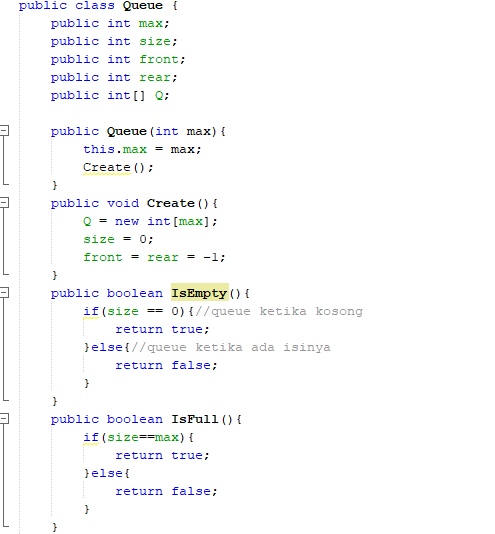 public class Queue {
    public int max;
    public int size;
    public int front;
    public int rear;
    public int[] Q;

    public Queue(int max){
        this.max = max;
        Create();
    }
    public void Create(){
        Q = new int[max];
        size = 0;
        front = rear = -1;
    }
    public boolean IsEmpty(){
        if(size == 0){//queue ketika kosong
            return true;
        }else{//queue ketika ada isinya
            return false;
        }
    }
    public boolean IsFull(){
        if(size==max){
            return true;
        }else{
            return false;
        }
    }